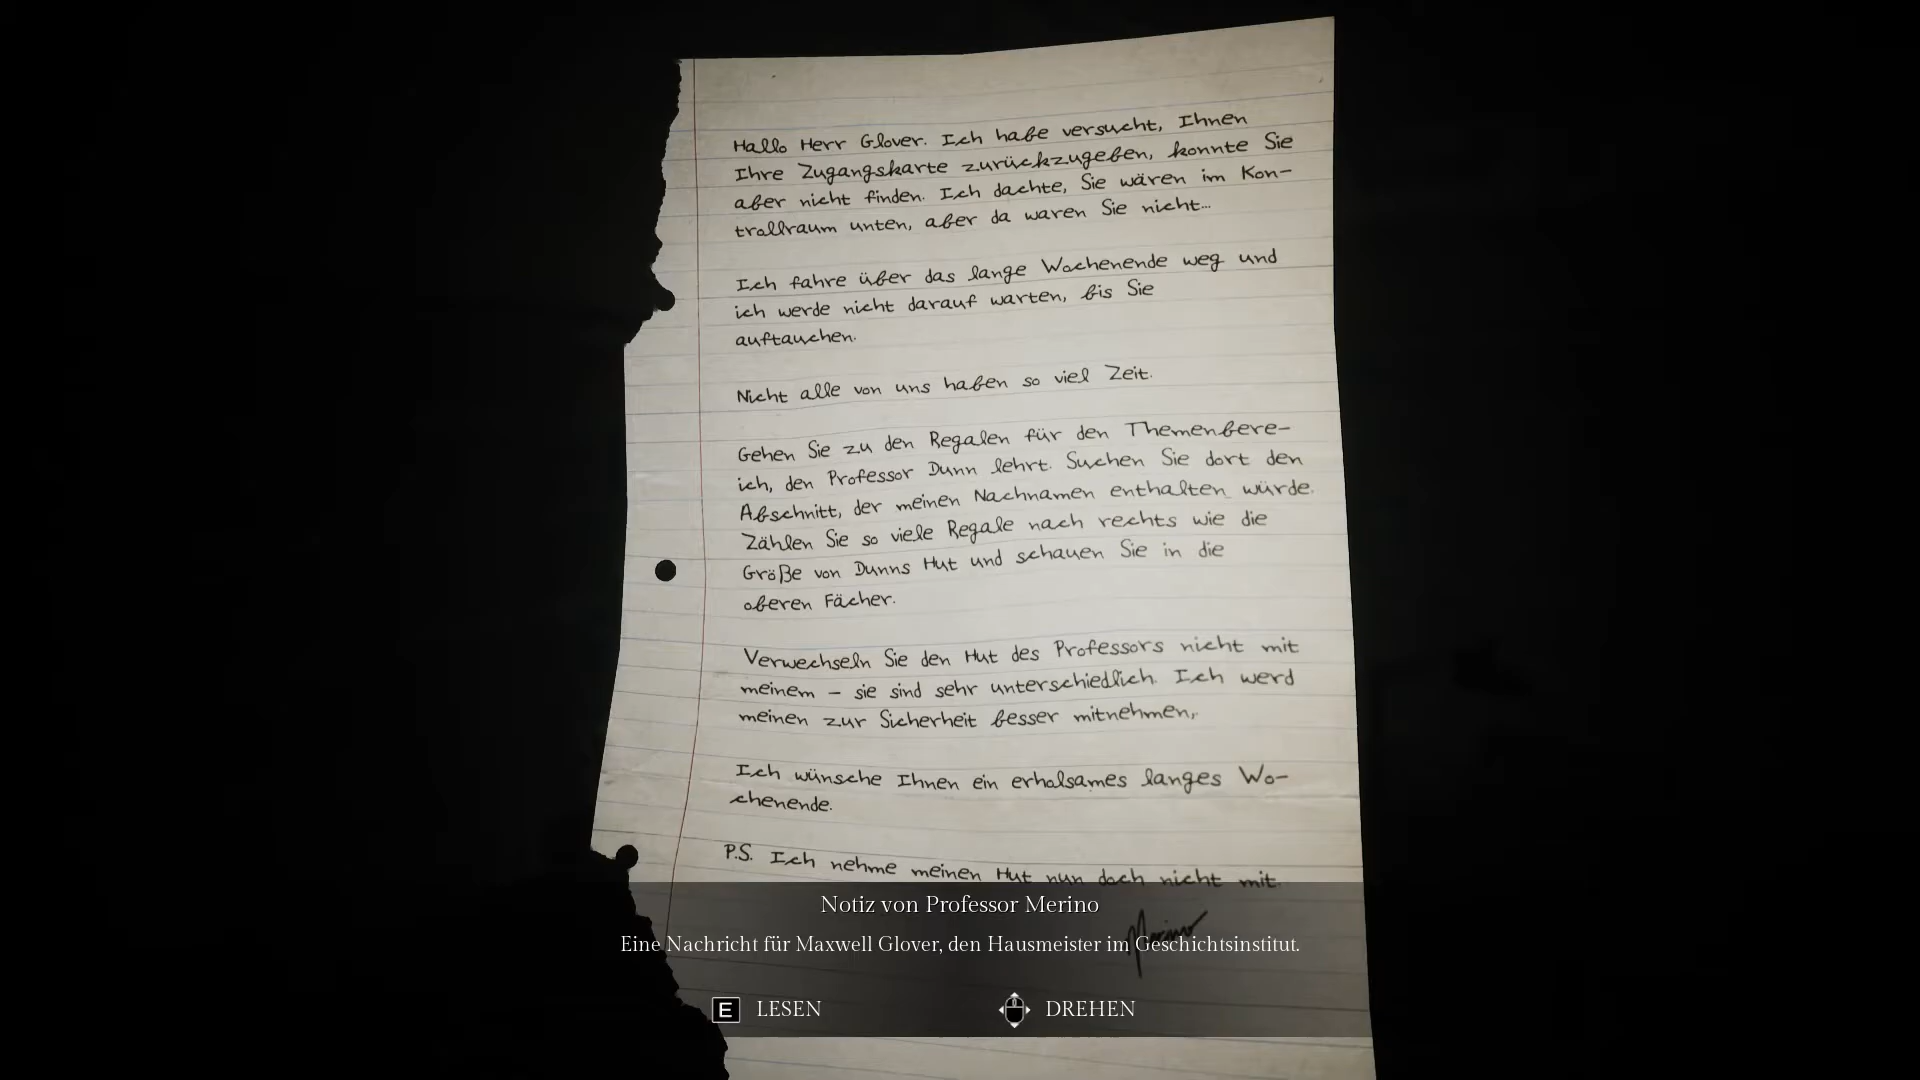 Hallo Herr Glover. Ich habe versucht, Ihnen
Ihre Zugangskarte zurückzugeben, konnte Sie
aber nicht finden. Ich dachte, Sie wären im Kon-
trollraum unten, aber da waren Sie nicht...
Ich fahre über das lange Wochenende weg und
ich werde nicht darauf warten, bis Sie
auftauchen.
Nicht alle von uns haben so viel Zeit.
Gehen Sie zu den Regalen für den Themenbere-
ich, den Professor Dunn lehrt. Suchen Sie dort den
Abschnitt, der meinen Nachnamen enthalten würde.
Zählen Sie so viele Regale nach rechts wie die
Größe von Dunns Hut und schauen Sie in die
oberen Fächer.
Verwechseln Sie den Hut des Professors nicht mit
meinem – sie sind sehr unterschiedlich. Ich werd
meinen zur Sicherheit besser mitnehmen,
Ich wünsche Ihnen ein erholsames langes Wo-
chenende.
P.S. Ich nehme meinen Hut nun doch nicht mit.
Merino
Notiz von Professor Merino
Eine Nachricht für Maxwell Glover, den Hausmeister im Geschichtsinstitut.
E LESEN
DREHEN